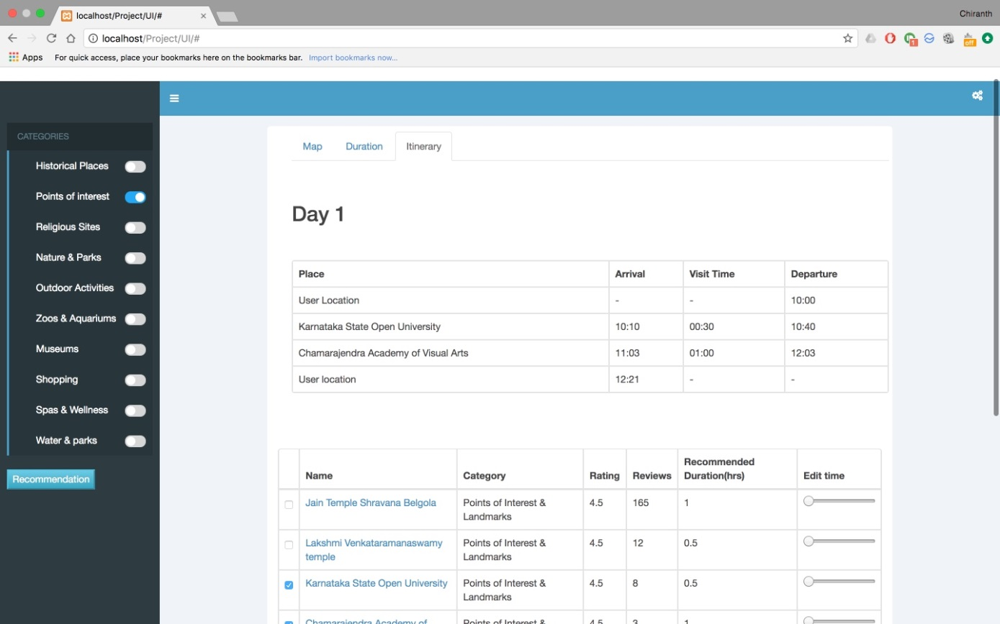 localhost/Project/UI/#
Chiranth
localhost/Project/UI/#
1
off
Apps
For quick access, place your bookmarks here on the bookmarks bar. Import bookmarks now...
CATEGORIES
Historical Places
Points of interest
Religious Sites
Nature & Parks
Outdoor Activities
Zoos & Aquariums
Museums
Shopping
Spas & Wellness
Water & parks
Recommendation
Map Duration Itinerary
Day 1
Place Arrival Visit Time Departure
User Location - - 10:00
Karnataka State Open University 10:10 00:30 10:40
Chamarajendra Academy of Visual Arts 11:03 01:00 12:03
User location 12:21 - -
Recommended
Name Category Rating Reviews Duration(hrs) Edit time
Jain Temple Shravana Belgola Points of Interest & 4.5 165 1
Landmarks
Lakshmi Venkataramanaswamy Points of Interest & 4.5 12 0.5
temple Landmarks
Karnataka State Open University Points of Interest & 4.5 8 0.5
Landmarks
Chamarajendra Academy of Points of Interest & 4.5 3 1